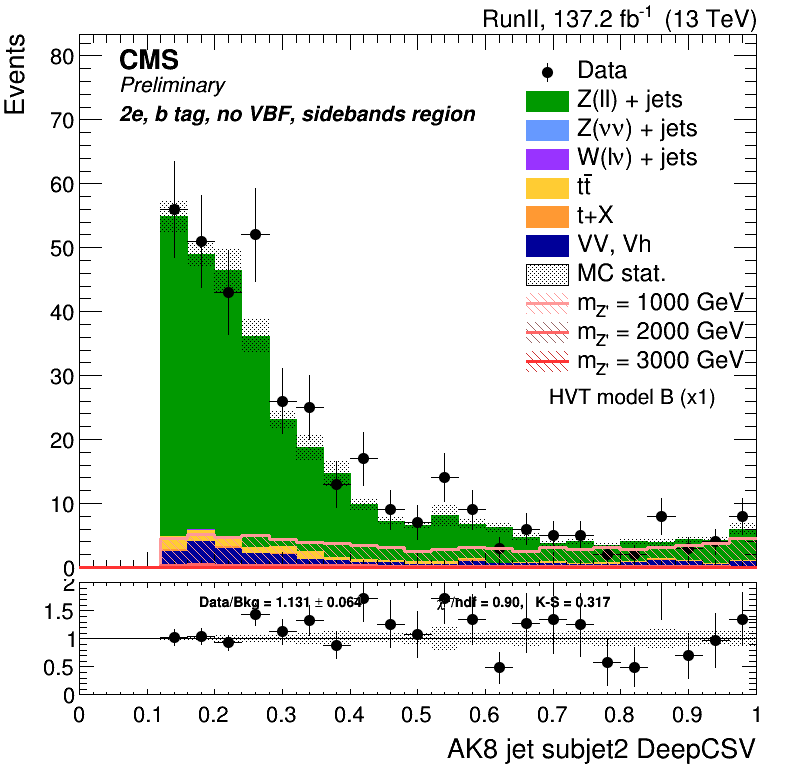 RunII, 137.2 fb⁻¹ (13 TeV)
Events
CMS
Preliminary
2e, b tag, no VBF, sidebands region
Data
Z(ll) + jets
Z(νν) + jets
W(lν) + jets
tt̄
t+X
VV, Vh
MC stat.
m_Z' = 1000 GeV
m_Z' = 2000 GeV
m_Z' = 3000 GeV
HVT model B (x1)
80
70
60
50
40
30
20
10
0
Data/Bkg = 1.131 ± 0.064
χ²/ndf = 0.90, K-S = 0.317
2
1.5
1
0.5
0
0 0.1 0.2 0.3 0.4 0.5 0.6 0.7 0.8 0.9 1
AK8 jet subjet2 DeepCSV